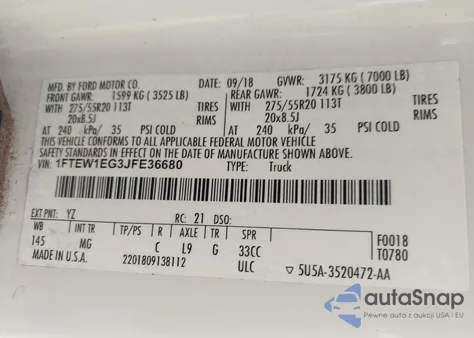 MFD. BY FORD MOTOR CO.
DATE: 09/18 GVWR: 3175 KG (7000 LB)
FRONT GAWR: 1599 KG (3525 LB) REAR GAWR: 1724 KG (3800 LB)
WITH 275/55R20 113T TIRES WITH 275/55R20 113T TIRES
20x8.5J RIMS 20x8.5J RIMS
AT 240 kPa/ 35 PSI COLD AT 240 kPa/ 35 PSI COLD
THIS VEHICLE CONFORMS TO ALL APPLICABLE FEDERAL MOTOR VEHICLE
SAFETY STANDARDS IN EFFECT ON THE DATE OF MANUFACTURE SHOWN ABOVE.
VIN: 1FTEW1EG3JFE36680 TYPE: Truck
EXT PNT: YZ RC: 21 DSO:
WB INT TR TP/PS R AXLE TR SPR F0018
145 MG C L9 G 33CC T0780
MADE IN U.S.A. 2201809138112 ULC ▽ 5U5A-3520472-AA
autoSnap
Pewne auta z USA i EU